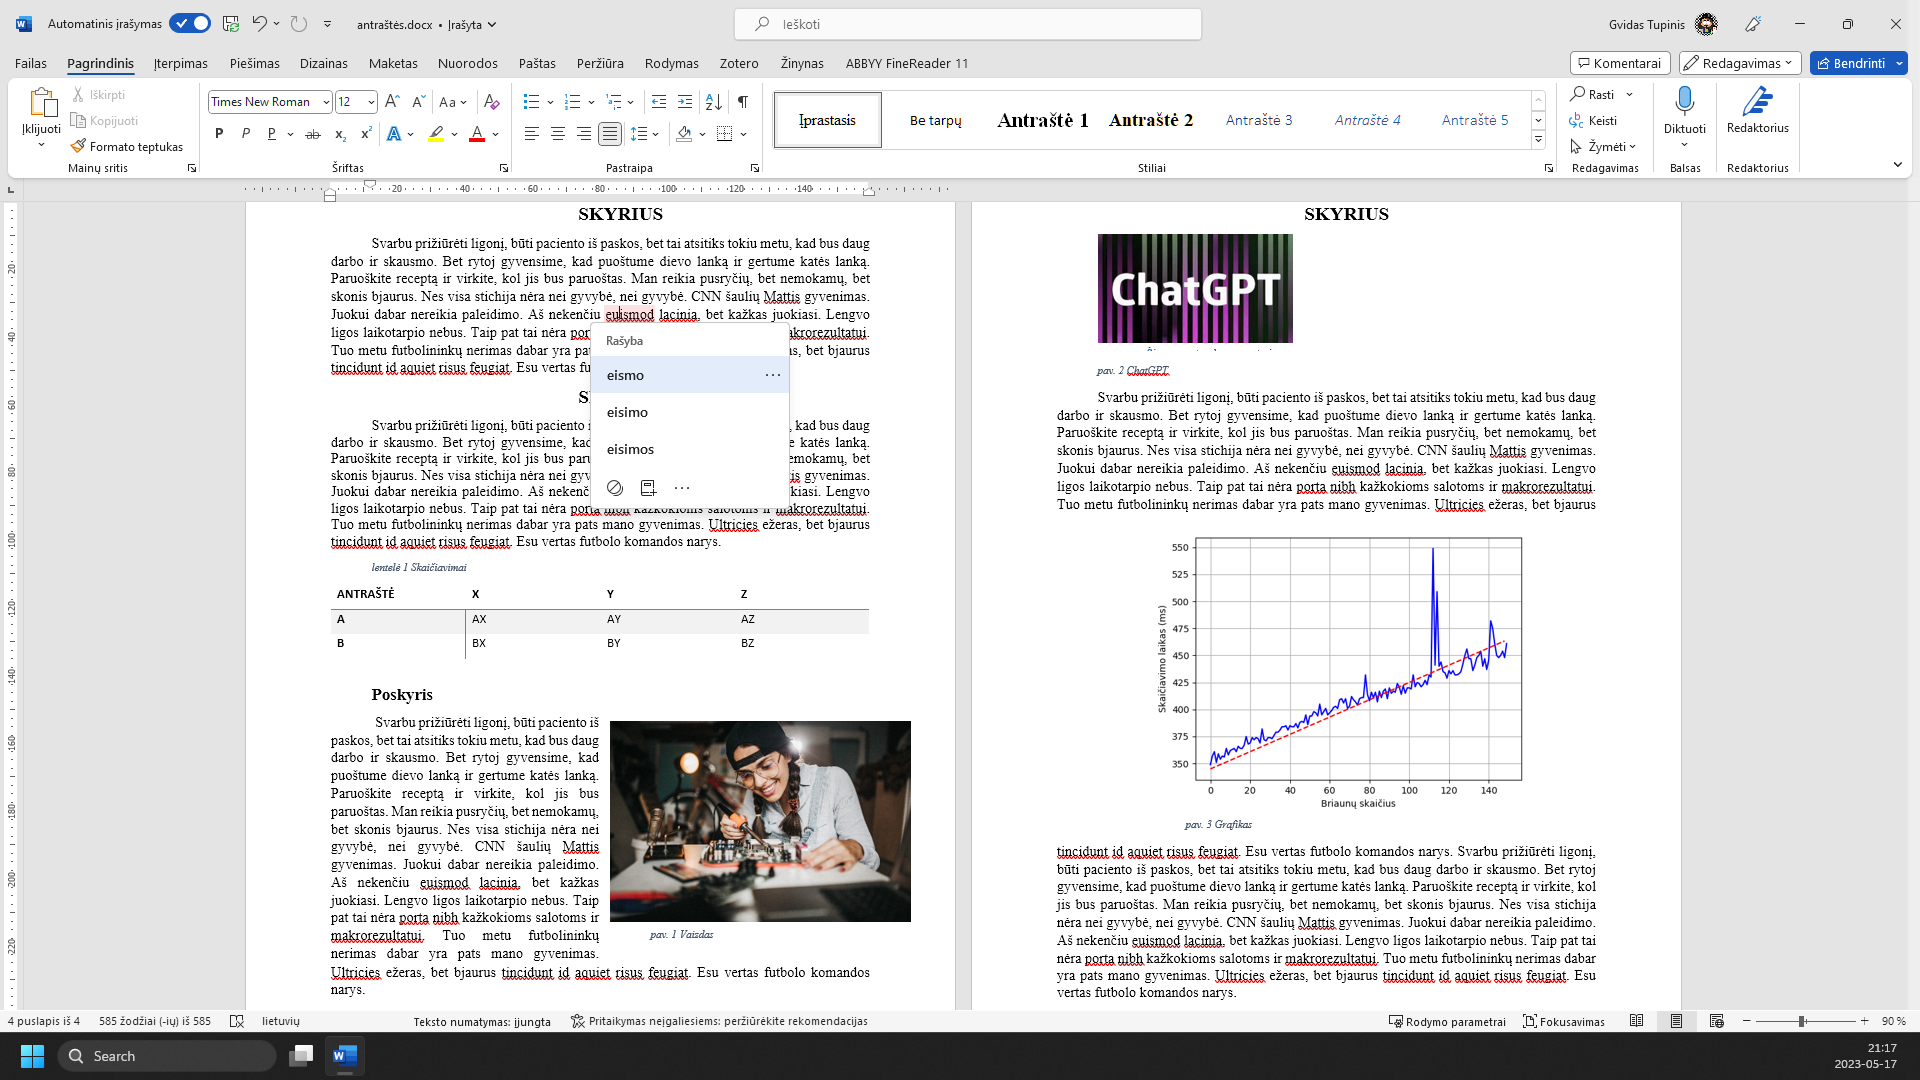 Automatinis įrašymas
antraštės.docx • Įrašyta
Ieškoti
Gvidas Tupinis
Failas Pagrindinis Įterpimas Piešimas Dizainas Maketas Nuorodos Paštas Peržiūra Rodymas Zotero Žinynas ABBYY FineReader 11
Komentarai Redagavimas Bendrinti
Įklijuoti
Iškirpti
Kopijuoti
Formato teptukas
Mainų sritis
Times New Roman 12
Šriftas
Pastraipa
Įprastasis Be tarpų Antraštė 1 Antraštė 2 Antraštė 3 Antraštė 4 Antraštė 5
Stiliai
Rasti
Keisti
Žymėti
Redagavimas
Diktuoti
Balsas
Redaktorius
Redaktorius
20 40 60 80 100 120 140
SKYRIUS
Svarbu prižiūrėti ligonį, būti paciento iš paskos, bet tai atsitiks tokiu metu, kad bus daug
darbo ir skausmo. Bet rytoj gyvensime, kad puoštume dievo lanką ir gertume katės lanką.
Paruoškite receptą ir virkite, kol jis bus paruoštas. Man reikia pusryčių, bet nemokamų, bet
skonis bjaurus. Nes visa stichija nėra nei gyvybė, nei gyvybė. CNN šaulių Mattis gyvenimas.
Juokui dabar nereikia paleidimo. Aš nekenčiu euismod lacinia, bet kažkas juokiasi. Lengvo
ligos laikotarpio nebus. Taip pat tai nėra port makrorezultatui.
Tuo metu futbolininkų nerimas dabar yra pat s, bet bjaurus
tincidunt id aquiet risus feugiat. Esu vertas fu
Rašyba
eismo
eisimo
eisimos
S
Svarbu prižiūrėti ligonį, būti paciento i , kad bus daug
darbo ir skausmo. Bet rytoj gyvensime, kad e katės lanką.
Paruoškite receptą ir virkite, kol jis bus paru nemokamų, bet
skonis bjaurus. Nes visa stichija nėra nei gyv is gyvenimas.
Juokui dabar nereikia paleidimo. Aš nekenči kiasi. Lengvo
ligos laikotarpio nebus. Taip pat tai nėra porta nibh kažkokioms salotoms ir makrorezultatui.
Tuo metu futbolininkų nerimas dabar yra pats mano gyvenimas. Ultricies ežeras, bet bjaurus
tincidunt id aquiet risus feugiat. Esu vertas futbolo komandos narys.
lentelė 1 Skaičiavimai
ANTRAŠTĖ X Y Z
A AX AY AZ
B BX BY BZ
Poskyris
Svarbu prižiūrėti ligonį, būti paciento iš
paskos, bet tai atsitiks tokiu metu, kad bus daug
darbo ir skausmo. Bet rytoj gyvensime, kad
puoštume dievo lanką ir gertume katės lanką.
Paruoškite receptą ir virkite, kol jis bus
paruoštas. Man reikia pusryčių, bet nemokamų,
bet skonis bjaurus. Nes visa stichija nėra nei
gyvybė, nei gyvybė. CNN šaulių Mattis
gyvenimas. Juokui dabar nereikia paleidimo.
Aš nekenčiu euismod lacinia, bet kažkas
juokiasi. Lengvo ligos laikotarpio nebus. Taip
pat tai nėra porta nibh kažkokioms salotoms ir
makrorezultatui. Tuo metu futbolininkų
nerimas dabar yra pats mano gyvenimas.
Ultricies ežeras, bet bjaurus tincidunt id aquiet risus feugiat. Esu vertas futbolo komandos
narys.
pav. 1 Vaizdas
SKYRIUS
ChatGPT
pav. 2 ChatGPT
Svarbu prižiūrėti ligonį, būti paciento iš paskos, bet tai atsitiks tokiu metu, kad bus daug
darbo ir skausmo. Bet rytoj gyvensime, kad puoštume dievo lanką ir gertume katės lanką.
Paruoškite receptą ir virkite, kol jis bus paruoštas. Man reikia pusryčių, bet nemokamų, bet
skonis bjaurus. Nes visa stichija nėra nei gyvybė, nei gyvybė. CNN šaulių Mattis gyvenimas.
Juokui dabar nereikia paleidimo. Aš nekenčiu euismod lacinia, bet kažkas juokiasi. Lengvo
ligos laikotarpio nebus. Taip pat tai nėra porta nibh kažkokioms salotoms ir makrorezultatui.
Tuo metu futbolininkų nerimas dabar yra pats mano gyvenimas. Ultricies ežeras, bet bjaurus
Skaičiavimo laikas (ms)
550
500
475
450
425
400
375
350
0 20 40 60 80 100 120 140
Briaunų skaičius
pav. 3 Grafikas
tincidunt id aquiet risus feugiat. Esu vertas futbolo komandos narys. Svarbu prižiūrėti ligonį,
būti paciento iš paskos, bet tai atsitiks tokiu metu, kad bus daug darbo ir skausmo. Bet rytoj
gyvensime, kad puoštume dievo lanką ir gertume katės lanką. Paruoškite receptą ir virkite, kol
jis bus paruoštas. Man reikia pusryčių, bet nemokamų, bet skonis bjaurus. Nes visa stichija
nėra nei gyvybė, nei gyvybė. CNN šaulių Mattis gyvenimas. Juokui dabar nereikia paleidimo.
Aš nekenčiu euismod lacinia, bet kažkas juokiasi. Lengvo ligos laikotarpio nebus. Taip pat tai
nėra porta nibh kažkokioms salotoms ir makrorezultatui. Tuo metu futbolininkų nerimas dabar
yra pats mano gyvenimas. Ultricies ežeras, bet bjaurus tincidunt id aquiet risus feugiat. Esu
vertas futbolo komandos narys.
4 puslapis iš 4 585 žodžiai (-ių) iš 585 lietuvių Teksto numatymas: įjungta Pritaikymas neįgaliesiems: peržiūrėkite rekomendacijas Rodymo parametrai Fokusavimas 90 %
Search
21:17
2023-05-17